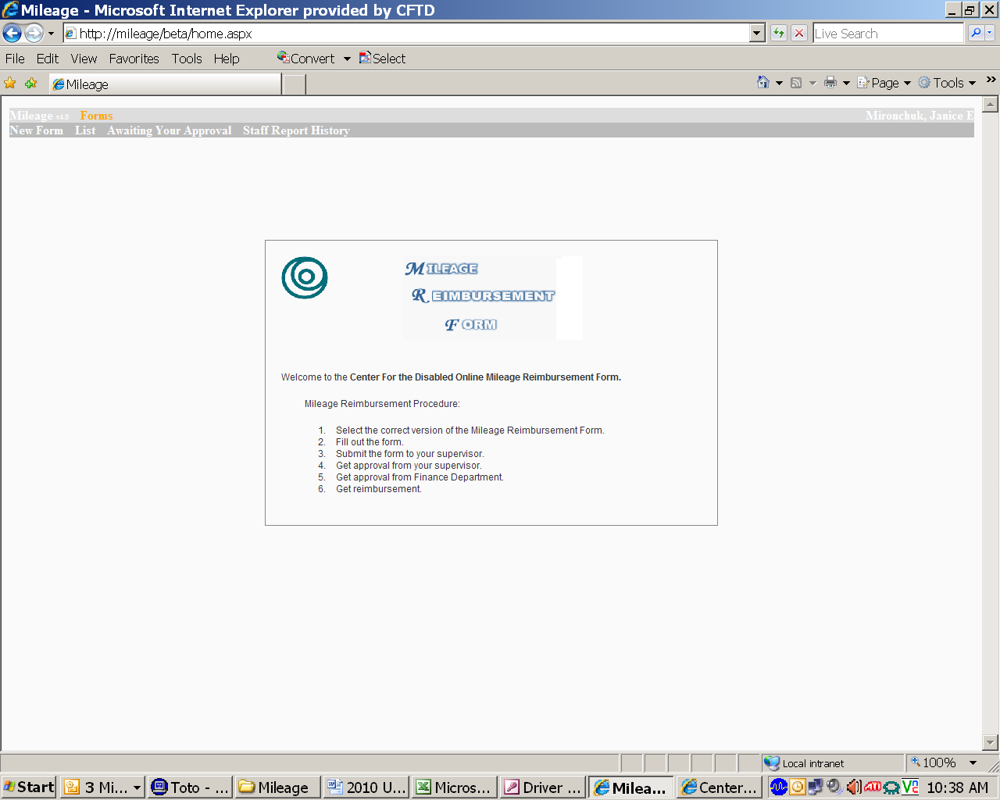 Mileage - Microsoft Internet Explorer provided by CFTD
http://mileage/beta/home.aspx
Live Search
File Edit View Favorites Tools Help Convert Select
Mileage
Page Tools
Mileage v4.0 Forms Mironchuk, Janice E
New Form List Awaiting Your Approval Staff Report History
MILEAGE
REIMBURSEMENT
FORM
Welcome to the Center For the Disabled Online Mileage Reimbursement Form.
Mileage Reimbursement Procedure:
1. Select the correct version of the Mileage Reimbursement Form.
2. Fill out the form.
3. Submit the form to your supervisor.
4. Get approval from your supervisor.
5. Get approval from Finance Department.
6. Get reimbursement.
Local intranet 100%
Start 3 Mi... Toto - ... Mileage 2010 U... Micros... Driver ... Milea... Center... 10:38 AM